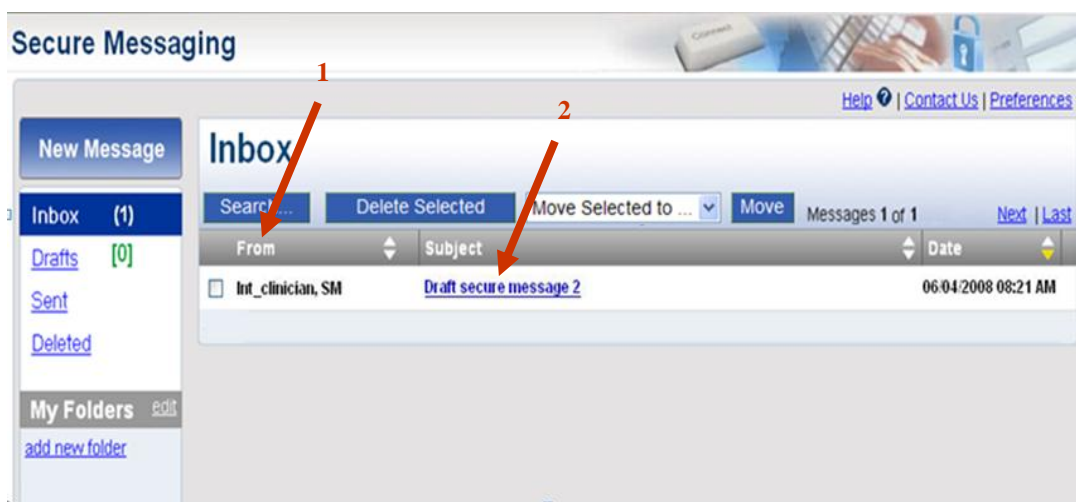 Secure Messaging
Connect
1
2
Help ? | Contact Us | Preferences
New Message
Inbox
Search...
Delete Selected
Move Selected to ...
Move
Messages 1 of 1
Next | Last
Inbox (1)
Drafts [0]
Sent
Deleted
From
Subject
Date
Int_clinician, SM
Draft secure message 2
06/04/2008 08:21 AM
My Folders edit
add new folder